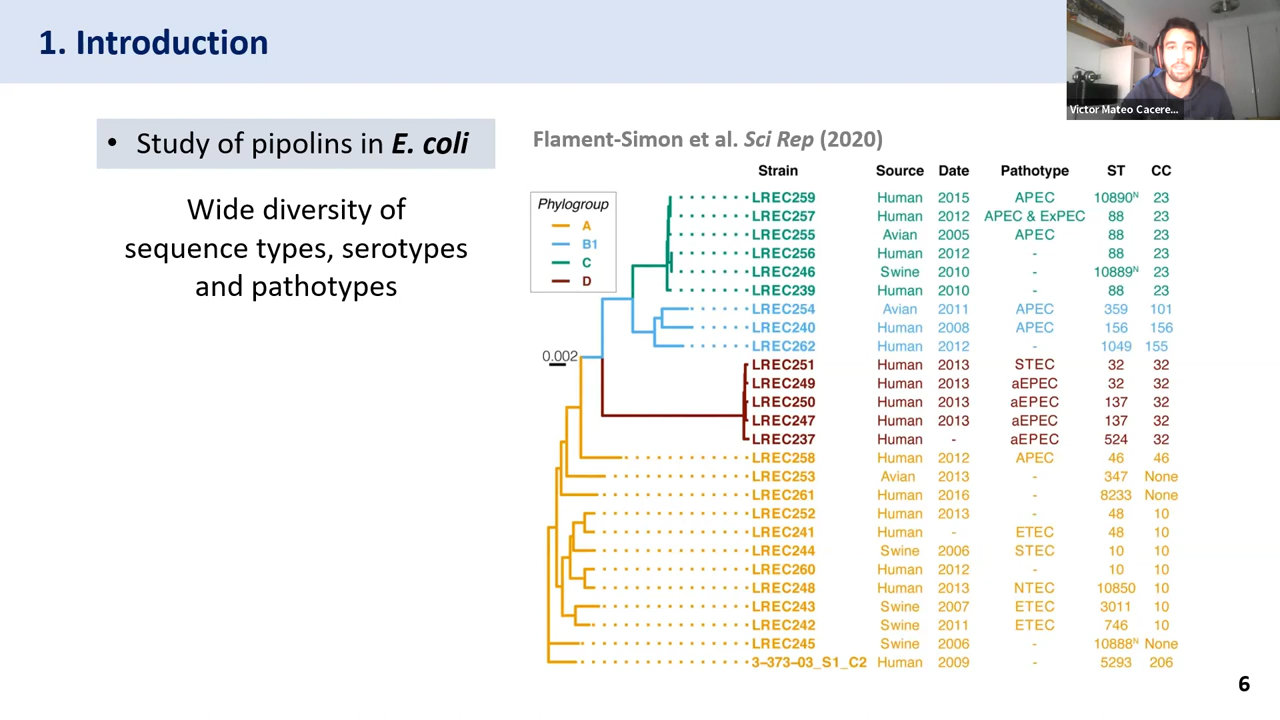 1. Introduction
Victor Mateo Cacere...
• Study of pipolins in E. coli
Wide diversity of
sequence types, serotypes
and pathotypes
Flament-Simon et al. Sci Rep (2020)
Strain Source Date Pathotype ST CC
Phylogroup
A
B1
C
D
0.002
LREC259 Human 2015 APEC 10890ᴺ 23
LREC257 Human 2012 APEC & ExPEC 88 23
LREC255 Avian 2005 APEC 88 23
LREC256 Human 2012 - 88 23
LREC246 Swine 2010 - 10889ᴺ 23
LREC239 Human 2010 - 88 23
LREC254 Avian 2011 APEC 359 101
LREC240 Human 2008 APEC 156 156
LREC262 Human 2012 - 1049 155
LREC251 Human 2013 STEC 32 32
LREC249 Human 2013 aEPEC 32 32
LREC250 Human 2013 aEPEC 137 32
LREC247 Human 2013 aEPEC 137 32
LREC237 Human - aEPEC 524 32
LREC258 Human 2012 APEC 46 46
LREC253 Avian 2013 - 347 None
LREC261 Human 2016 - 8233 None
LREC252 Human 2013 - 48 10
LREC241 Human - ETEC 48 10
LREC244 Swine 2006 STEC 10 10
LREC260 Human 2012 - 10 10
LREC248 Human 2013 NTEC 10850 10
LREC243 Swine 2007 ETEC 3011 10
LREC242 Swine 2011 ETEC 746 10
LREC245 Swine 2006 - 10888ᴺ None
3–373–03_S1_C2 Human 2009 - 5293 206
6